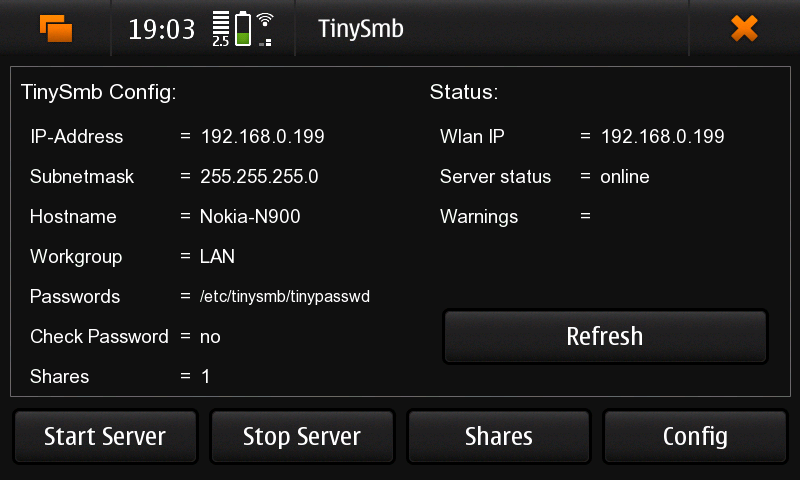 19:03 2.5 TinySmb
TinySmb Config:
IP-Address = 192.168.0.199
Subnetmask = 255.255.255.0
Hostname = Nokia-N900
Workgroup = LAN
Passwords = /etc/tinysmb/tinypasswd
Check Password = no
Shares = 1
Status:
Wlan IP = 192.168.0.199
Server status = online
Warnings =
Refresh
Start Server Stop Server Shares Config